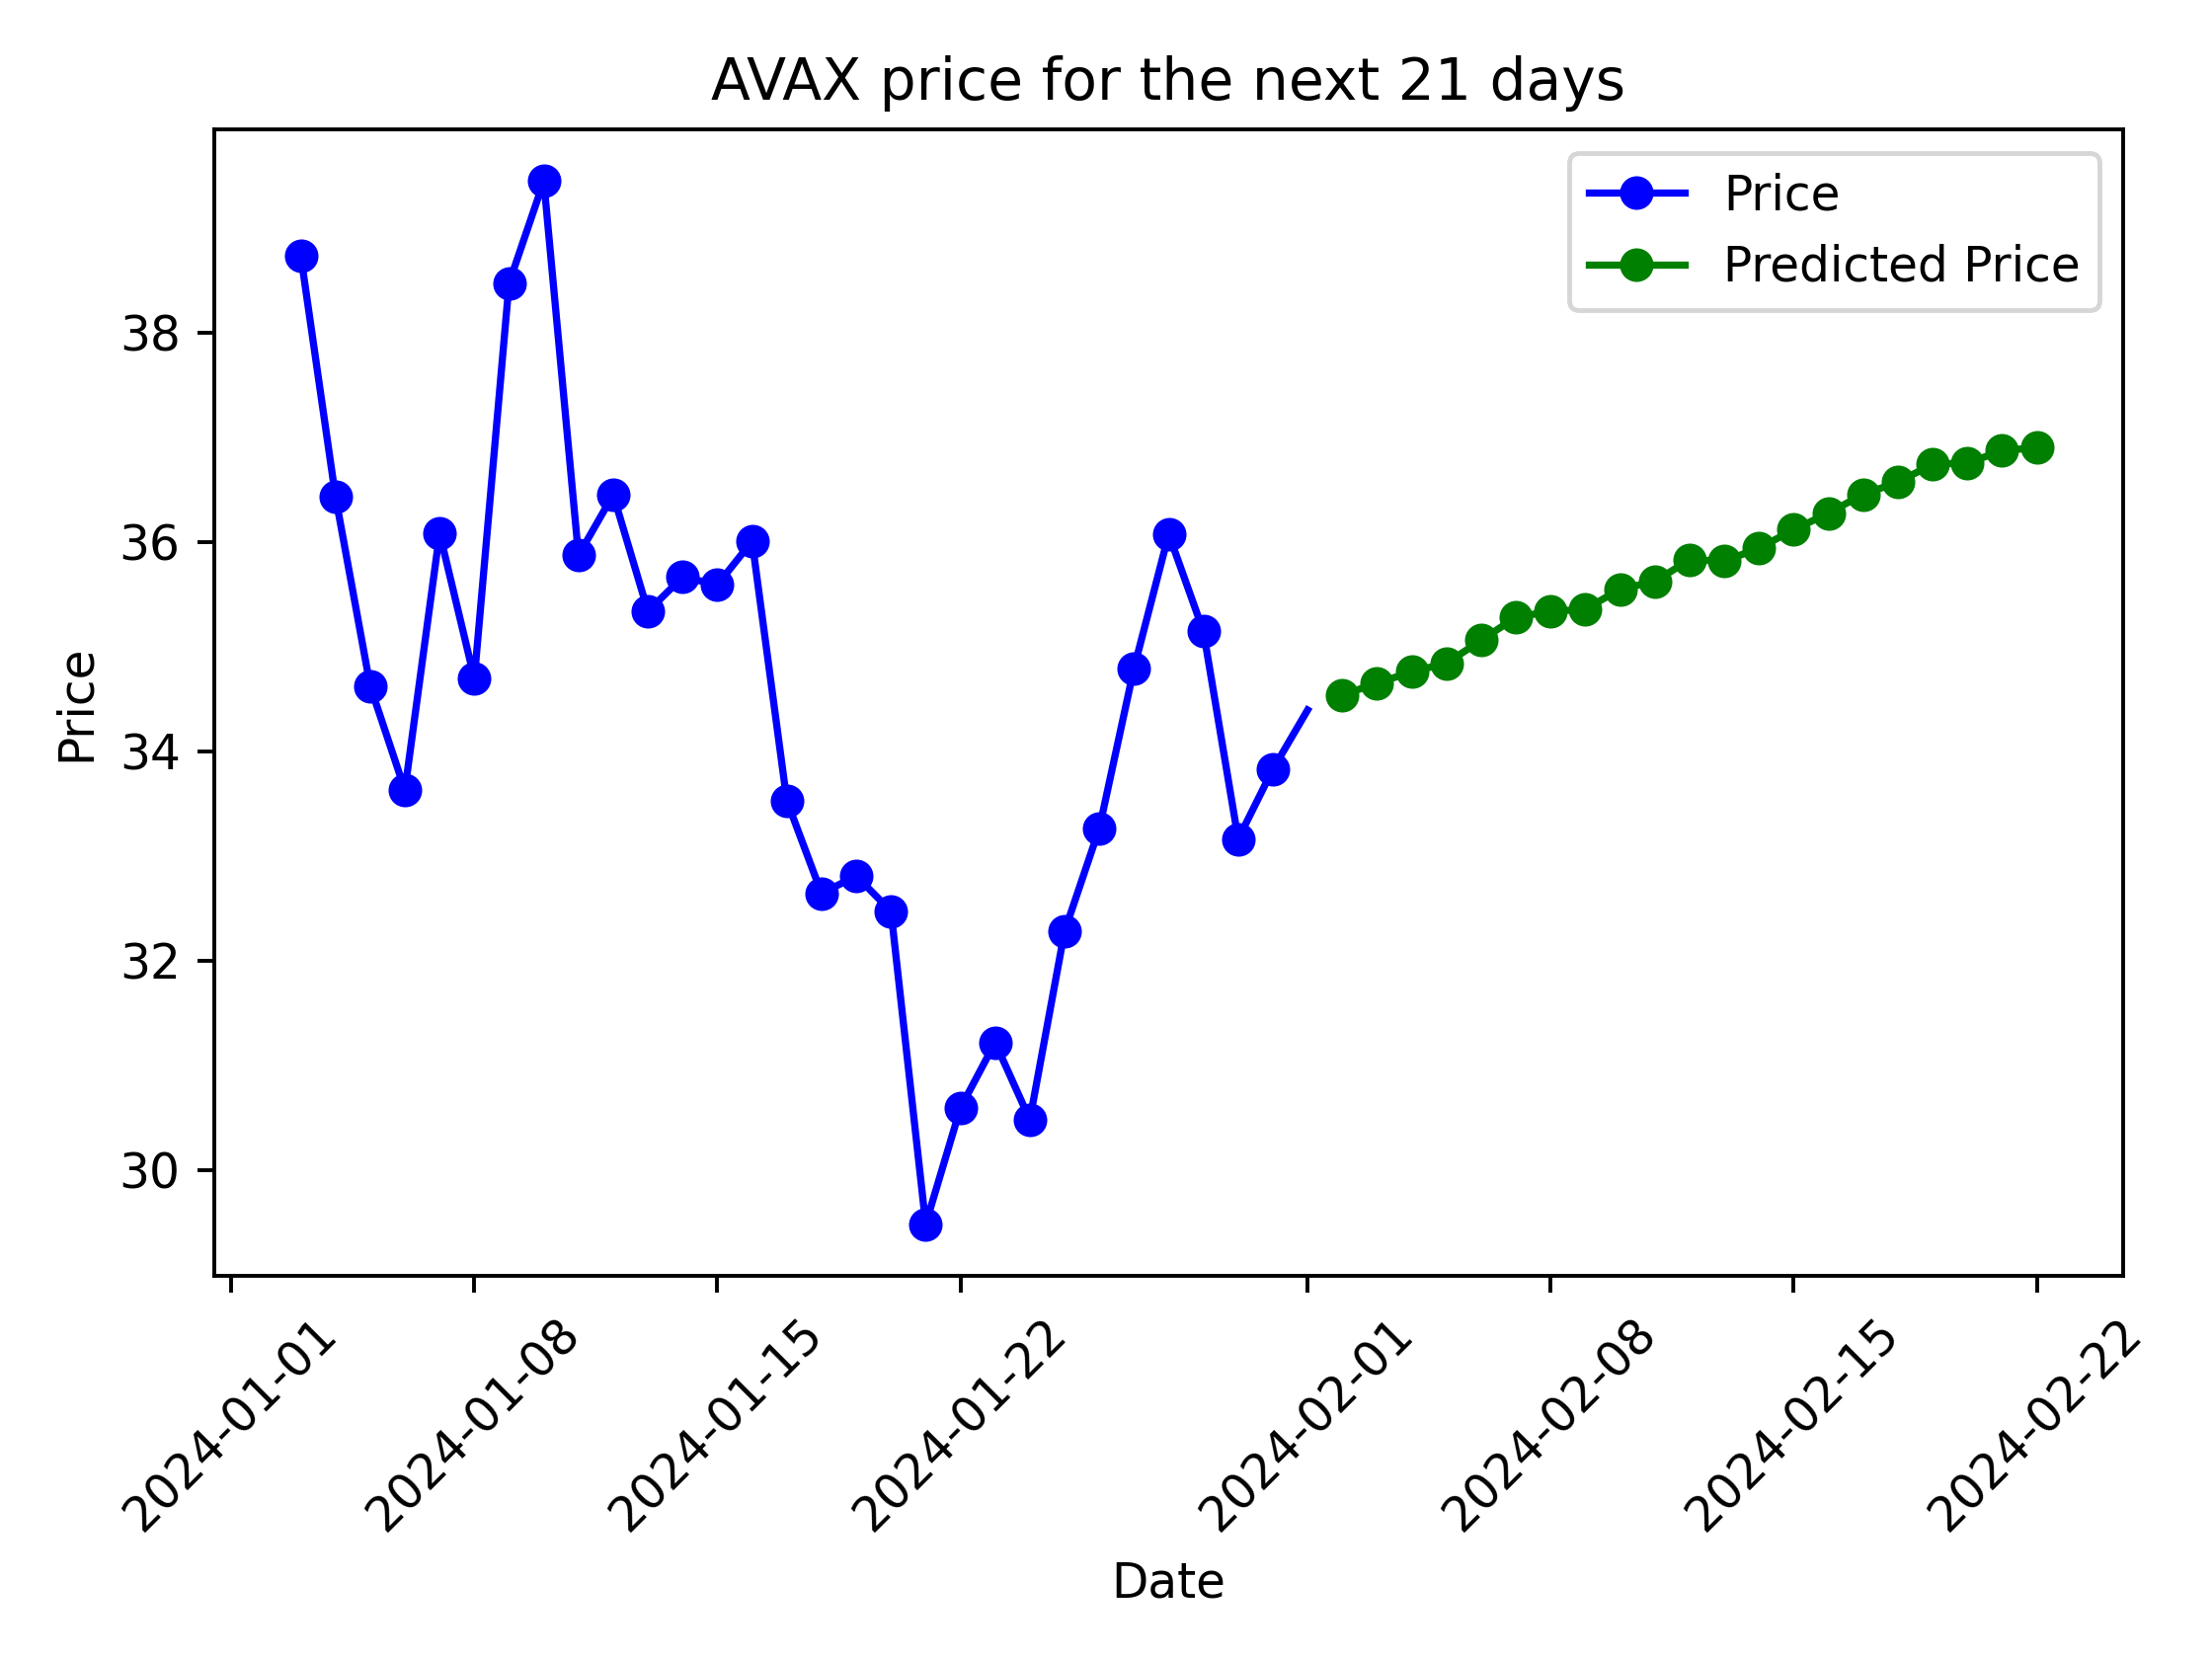 AVAX price for the next 21 days
Price
Predicted Price
38
36
34
32
30
Price
2024-01-01
2024-01-08
2024-01-15
2024-01-22
2024-02-01
2024-02-08
2024-02-15
2024-02-22
Date